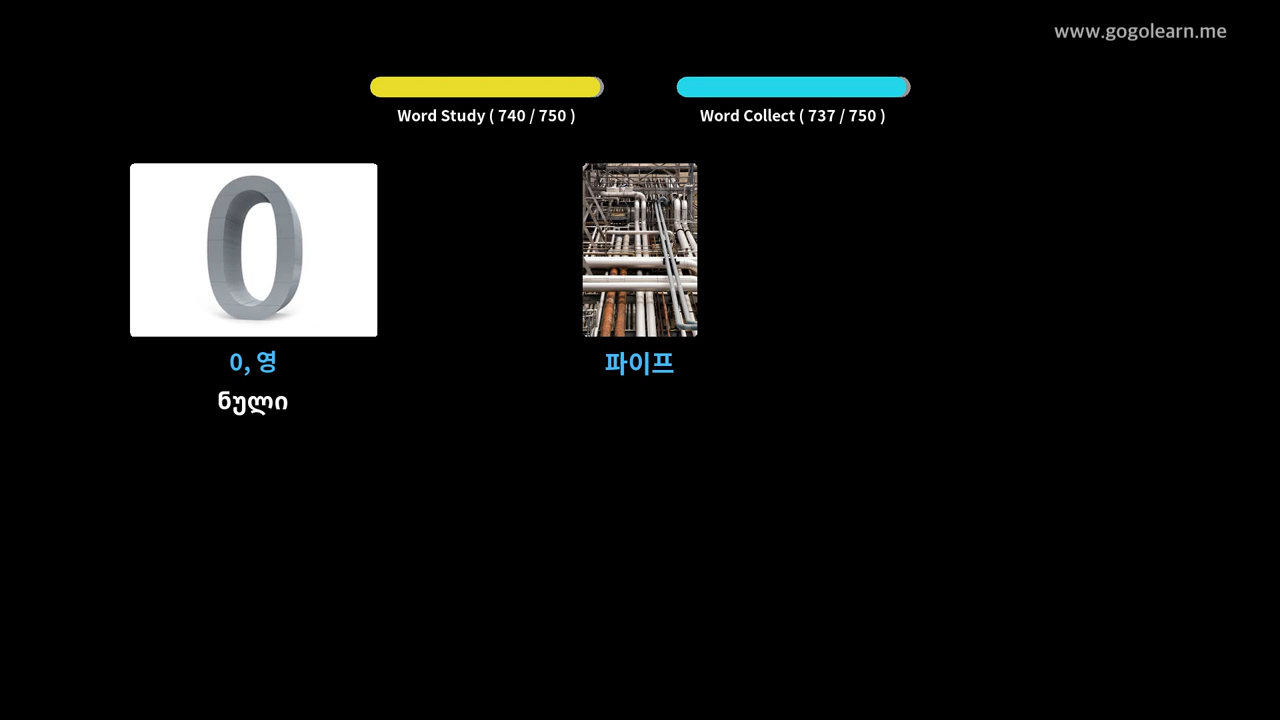 www.gogolearn.me
Word Study ( 740 / 750 )
Word Collect ( 737 / 750 )
0, 영
ნული
파이프